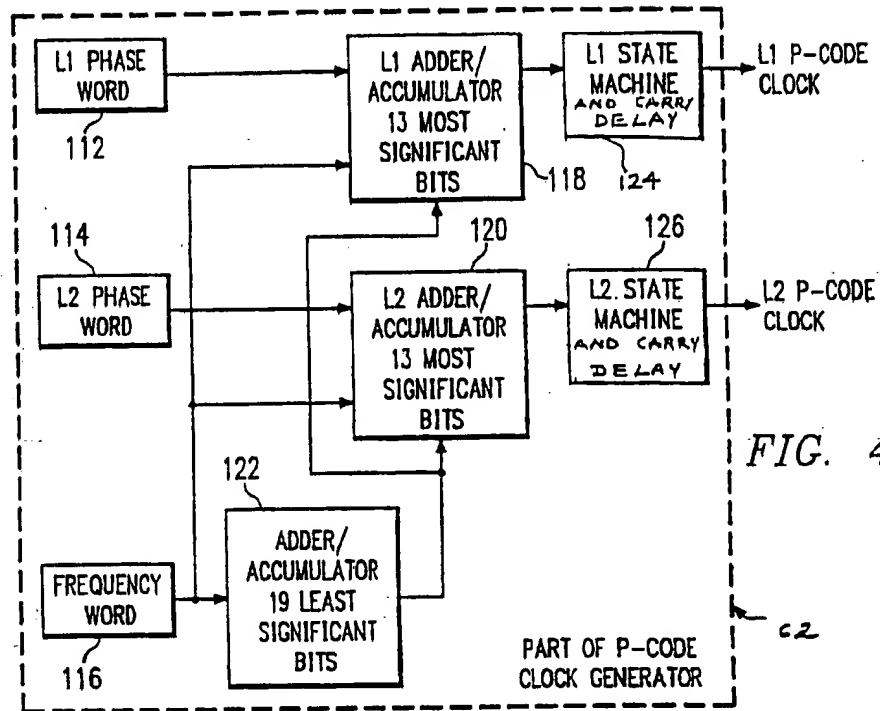 L1 PHASE
WORD
112
L1 ADDER/
ACCUMULATOR
13 MOST
SIGNIFICANT
BITS
118
L1 STATE
MACHINE
AND CARRY
DELAY
124
L1 P-CODE
CLOCK
114
L2 PHASE
WORD
120
L2 ADDER/
ACCUMULATOR
13 MOST
SIGNIFICANT
BITS
126
L2. STATE
MACHINE
AND CARRY
DELAY
L2 P-CODE
CLOCK
FIG. 4
122
ADDER/
ACCUMULATOR
19 LEAST
SIGNIFICANT
BITS
FREQUENCY
WORD
116
PART OF P-CODE
CLOCK GENERATOR
62